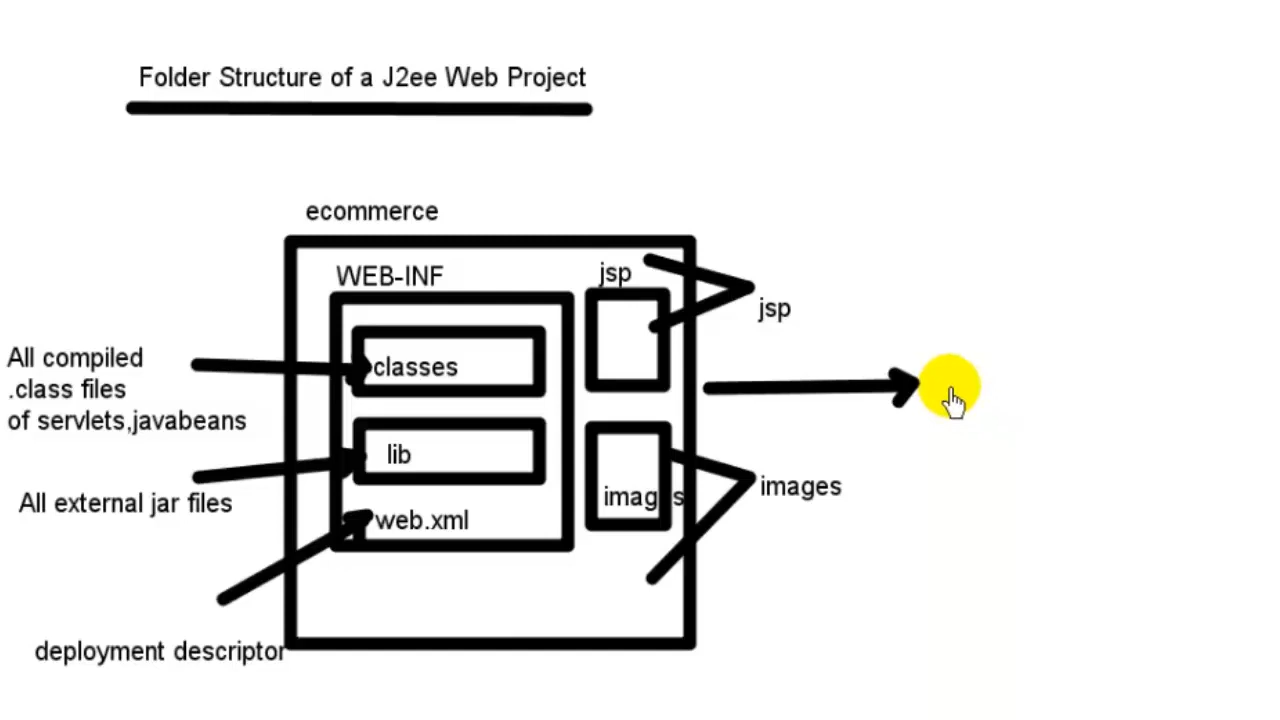 Folder Structure of a J2ee Web Project
ecommerce
WEB-INF
jsp
jsp
All compiled
.class files
of servlets,javabeans
classes
lib
All external jar files
images
images
web.xml
deployment descriptor